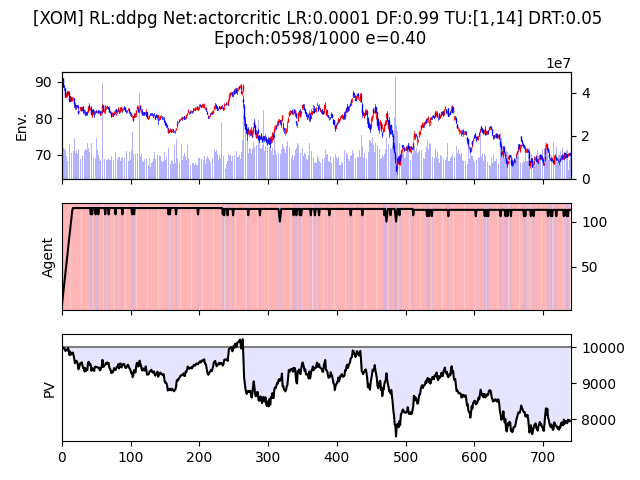 [XOM] RL:ddpg Net:actorcritic LR:0.0001 DF:0.99 TU:[1,14] DRT:0.05
Epoch:0598/1000 e=0.40
1e7
Env.
90
80
70
4
2
0
Agent
100
50
PV
10000
9000
8000
0 100 200 300 400 500 600 700